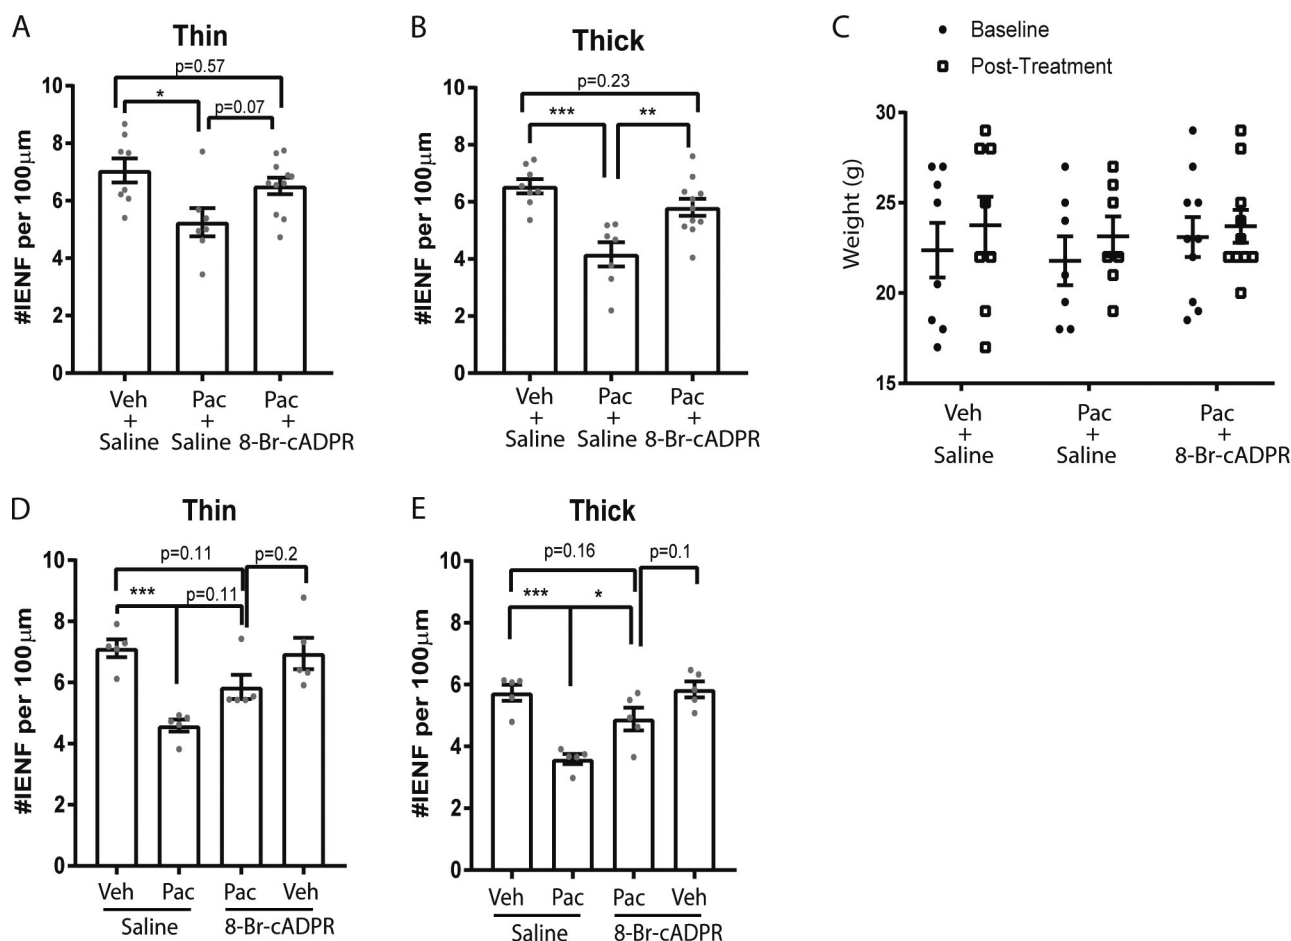 A
Thin
p=0.57
*
p=0.07
#IENF per 100μm
10
8
6
4
2
0
Veh
+
Saline
Pac
+
Saline
Pac
+
8-Br-cADPR
B
Thick
p=0.23
***
**
#IENF per 100μm
10
8
6
4
2
0
Veh
+
Saline
Pac
+
Saline
Pac
+
8-Br-cADPR
C
Baseline
Post-Treatment
Weight (g)
30
25
20
15
Veh
+
Saline
Pac
+
Saline
Pac
+
8-Br-cADPR
D
Thin
p=0.11
p=0.2
***
p=0.11
#IENF per 100μm
10
8
6
4
2
0
Veh
Pac
Pac
Veh
Saline
8-Br-cADPR
E
Thick
p=0.16
p=0.1
***
*
#IENF per 100μm
10
8
6
4
2
0
Veh
Pac
Pac
Veh
Saline
8-Br-cADPR